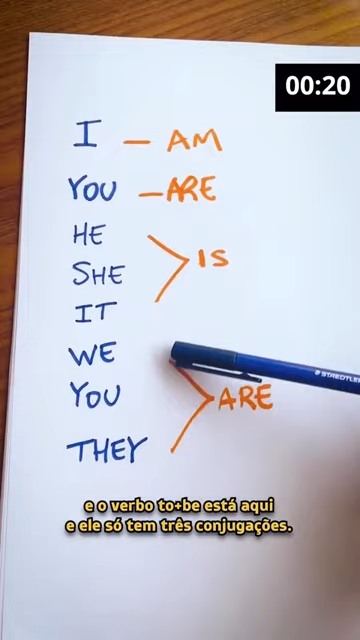 00:20
I — AM
YOU — ARE
HE
SHE
IS
IT
WE
YOU
ARE
THEY
STAEDTLER
e o verbo to+be está aqui
e ele só tem três conjugações.